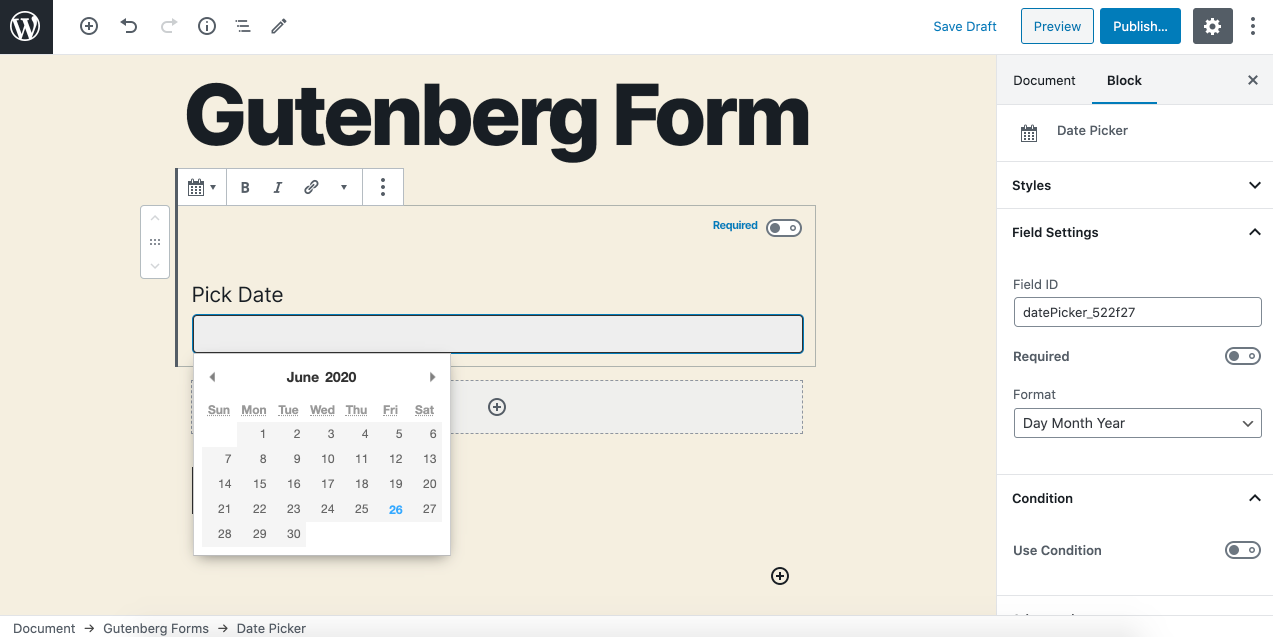 Save Draft
Preview
Publish...
Gutenberg Form
B I
Required
Pick Date
June 2020
Sun Mon Tue Wed Thu Fri Sat
1 2 3 4 5 6
7 8 9 10 11 12 13
14 15 16 17 18 19 20
21 22 23 24 25 26 27
28 29 30
Document Block
Date Picker
Styles
Field Settings
Field ID
datePicker_522f27
Required
Format
Day Month Year
Condition
Use Condition
Document → Gutenberg Forms → Date Picker